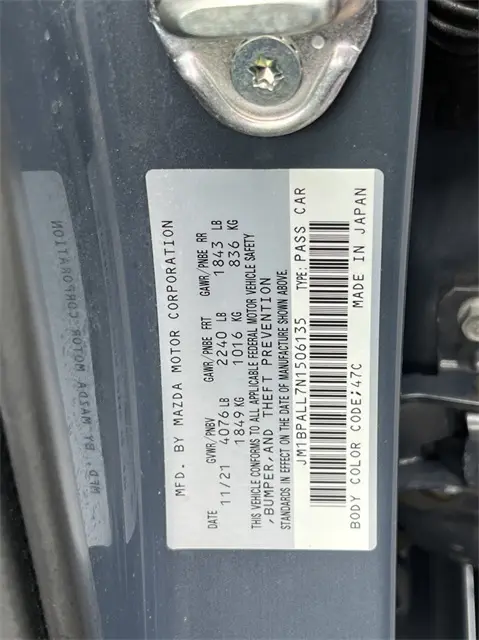 MFD. BY MAZDA MOTOR CORPORATION
GVWR/PNBV GAWR/PNBE FRT GAWR/PNBE RR
DATE 11/21 4076 LB 2240 LB 1843 LB
1849 KG 1016 KG 836 KG
THIS VEHICLE CONFORMS TO ALL APPLICABLE FEDERAL MOTOR VEHICLE SAFETY
,BUMPER,AND THEFT PREVENTION
STANDARDS IN EFFECT ON THE DATE OF MANUFACTURE SHOWN ABOVE.
JM1BPALL7N1506135 TYPE: PASS CAR
BODY COLOR CODE;47C MADE IN JAPAN